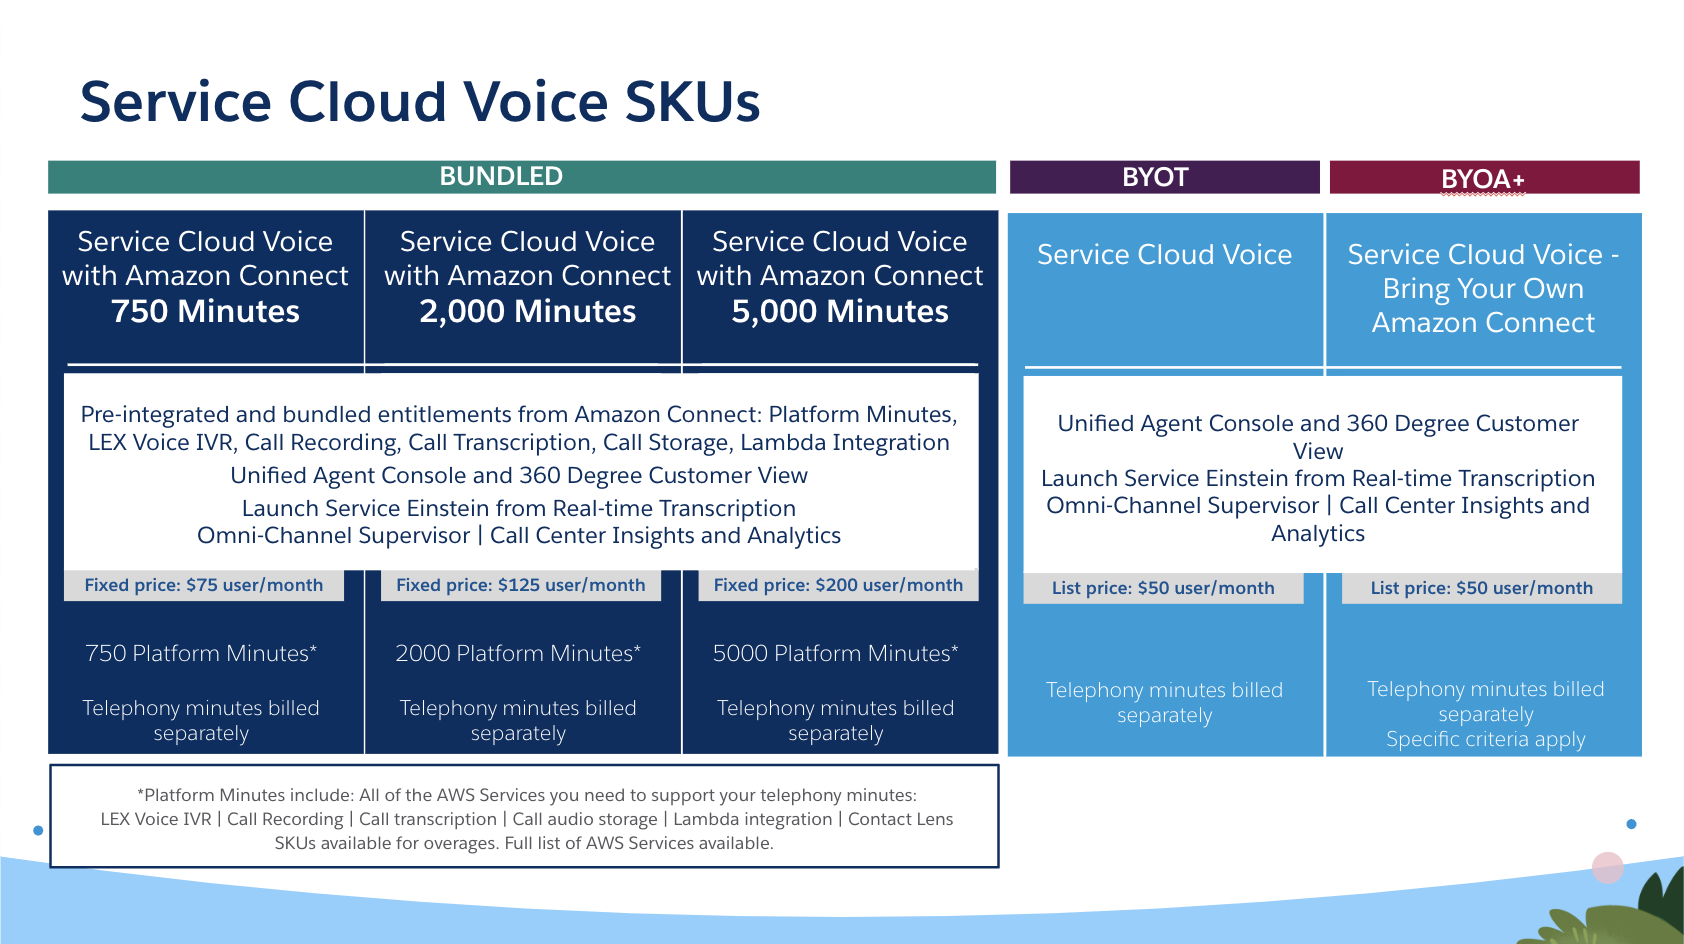 Service Cloud Voice SKUs
BUNDLED
BYOT
BYOA+
Service Cloud Voice
with Amazon Connect
750 Minutes
Service Cloud Voice
with Amazon Connect
2,000 Minutes
Service Cloud Voice
with Amazon Connect
5,000 Minutes
Service Cloud Voice
Service Cloud Voice -
Bring Your Own
Amazon Connect
Pre-integrated and bundled entitlements from Amazon Connect: Platform Minutes,
LEX Voice IVR, Call Recording, Call Transcription, Call Storage, Lambda Integration
Unified Agent Console and 360 Degree Customer View
Launch Service Einstein from Real-time Transcription
Omni-Channel Supervisor | Call Center Insights and Analytics
Unified Agent Console and 360 Degree Customer
View
Launch Service Einstein from Real-time Transcription
Omni-Channel Supervisor | Call Center Insights and
Analytics
Fixed price: $75 user/month
Fixed price: $125 user/month
Fixed price: $200 user/month
List price: $50 user/month
List price: $50 user/month
750 Platform Minutes*
Telephony minutes billed
separately
2000 Platform Minutes*
Telephony minutes billed
separately
5000 Platform Minutes*
Telephony minutes billed
separately
Telephony minutes billed
separately
Telephony minutes billed
separately
Specific criteria apply
*Platform Minutes include: All of the AWS Services you need to support your telephony minutes:
LEX Voice IVR | Call Recording | Call transcription | Call audio storage | Lambda integration | Contact Lens
SKUs available for overages. Full list of AWS Services available.